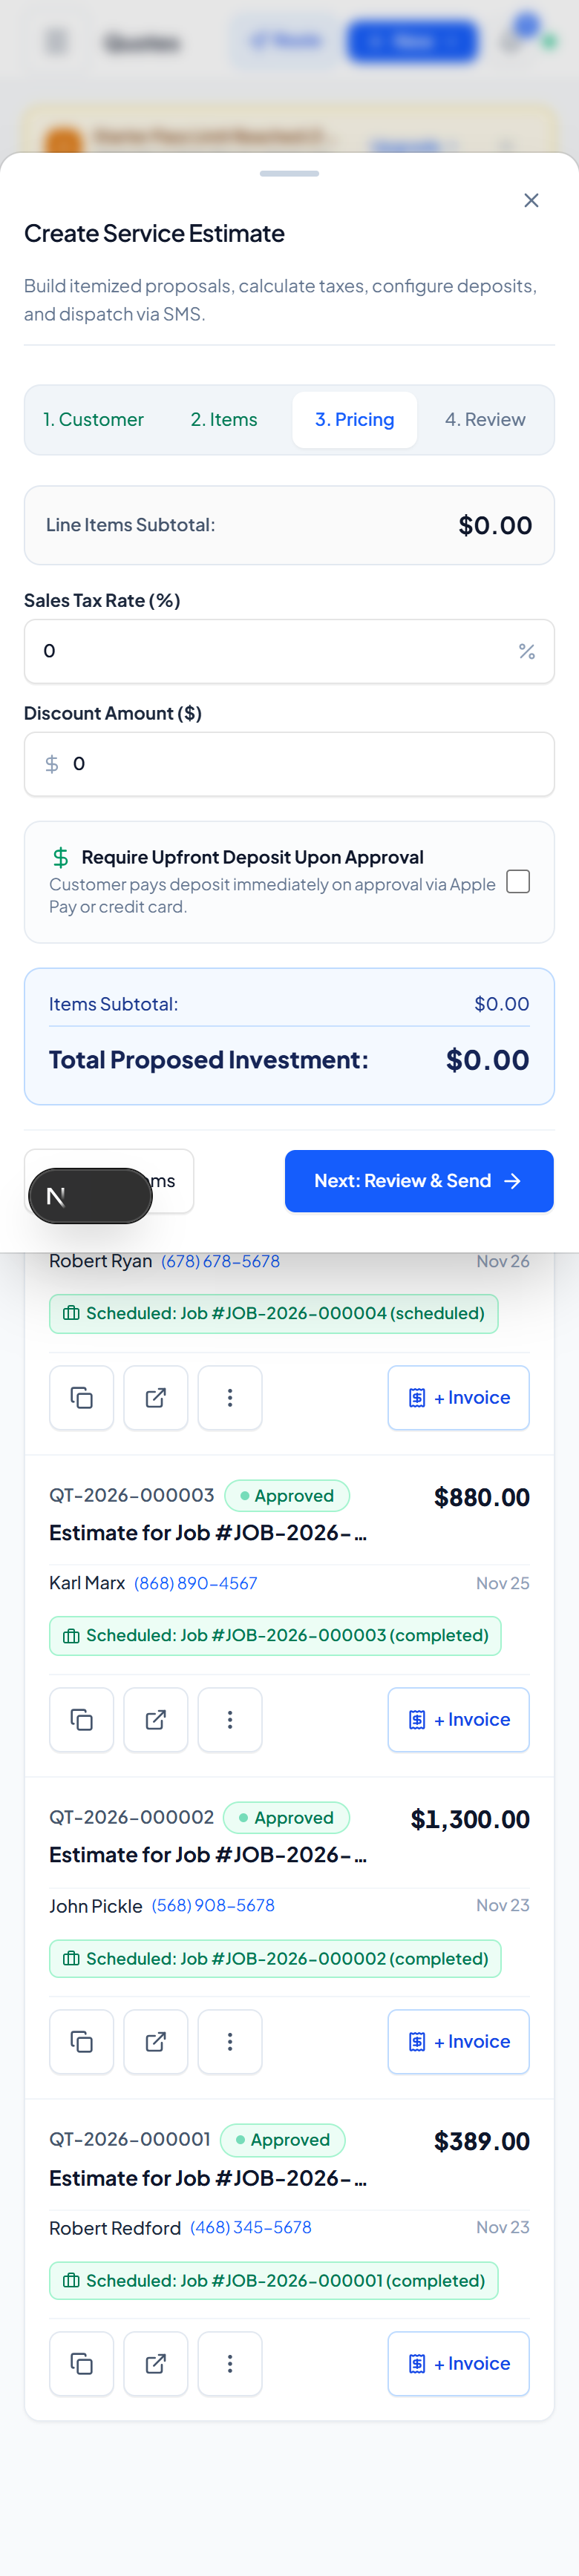 Quotes
Create Service Estimate
Build itemized proposals, calculate taxes, configure deposits,
and dispatch via SMS.
1. Customer
2. Items
3. Pricing
4. Review
Line Items Subtotal:
$0.00
Sales Tax Rate (%)
0
%
Discount Amount ($)
$ 0
Require Upfront Deposit Upon Approval
Customer pays deposit immediately on approval via Apple
Pay or credit card.
Items Subtotal:
$0.00
Total Proposed Investment:
$0.00
N
ms
Next: Review & Send
Robert Ryan (678) 678-5678
Nov 26
Scheduled: Job #JOB-2026-000004 (scheduled)
+ Invoice
QT-2026-000003
Approved
$880.00
Estimate for Job #JOB-2026-...
Karl Marx (868) 890-4567
Nov 25
Scheduled: Job #JOB-2026-000003 (completed)
+ Invoice
QT-2026-000002
Approved
$1,300.00
Estimate for Job #JOB-2026-...
John Pickle (568) 908-5678
Nov 23
Scheduled: Job #JOB-2026-000002 (completed)
+ Invoice
QT-2026-000001
Approved
$389.00
Estimate for Job #JOB-2026-...
Robert Redford (468) 345-5678
Nov 23
Scheduled: Job #JOB-2026-000001 (completed)
+ Invoice